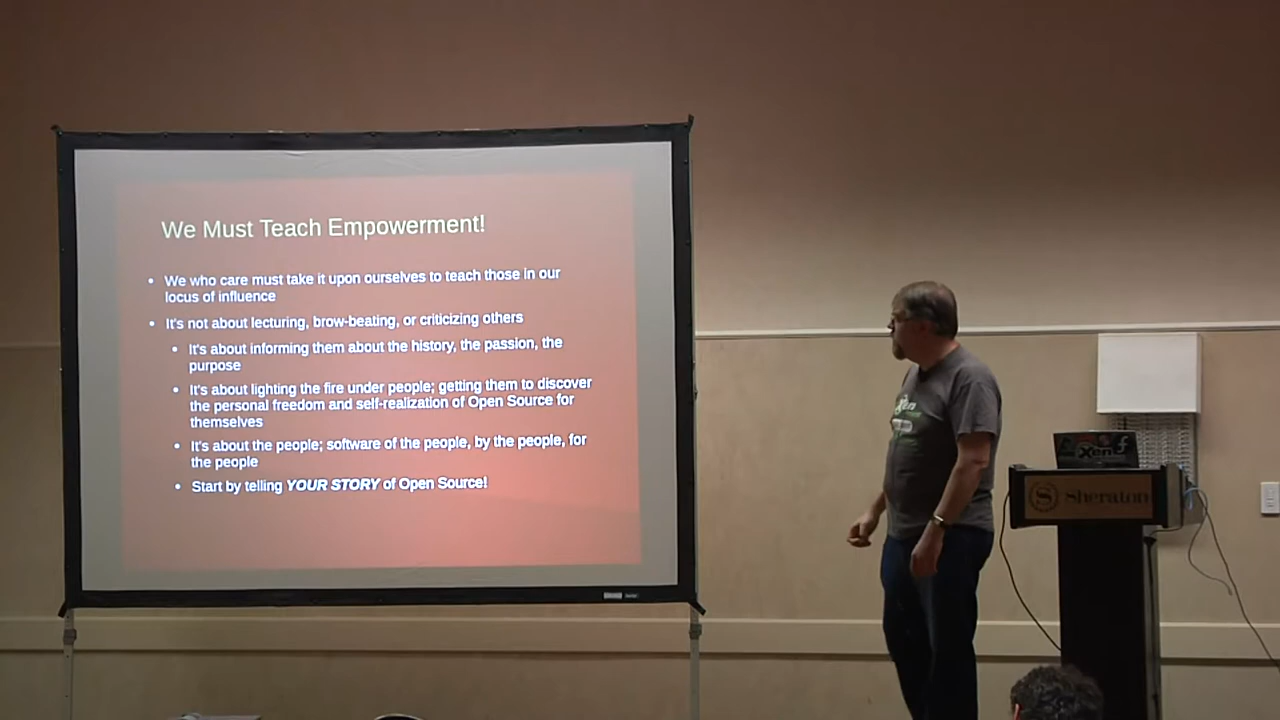 We Must Teach Empowerment!
• We who care must take it upon ourselves to teach those in our
locus of influence
• It's not about lecturing, brow-beating, or criticizing others
• It's about informing them about the history, the passion, the
purpose
• It's about lighting the fire under people; getting them to discover
the personal freedom and self-realization of Open Source for
themselves
• It's about the people; software of the people, by the people, for
the people
• Start by telling YOUR STORY of Open Source!
Xen
S Sheraton